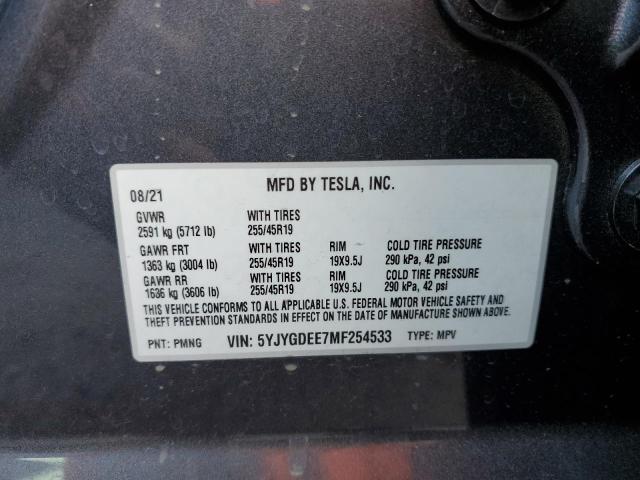 MFD BY TESLA, INC.
08/21
GVWR WITH TIRES
2591 kg (5712 lb) 255/45R19
GAWR FRT WITH TIRES RIM COLD TIRE PRESSURE
1363 kg (3004 lb) 255/45R19 19X9.5J 290 kPa, 42 psi
GAWR RR WITH TIRES RIM COLD TIRE PRESSURE
1636 kg (3606 lb) 255/45R19 19X9.5J 290 kPa, 42 psi
THIS VEHICLE CONFORMS TO ALL APPLICABLE U.S. FEDERAL MOTOR VEHICLE SAFETY AND
THEFT PREVENTION STANDARDS IN EFFECT ON THE DATE OF MANUFACTURE SHOWN ABOVE.
PNT: PMNG VIN: 5YJYGDEE7MF254533 TYPE: MPV